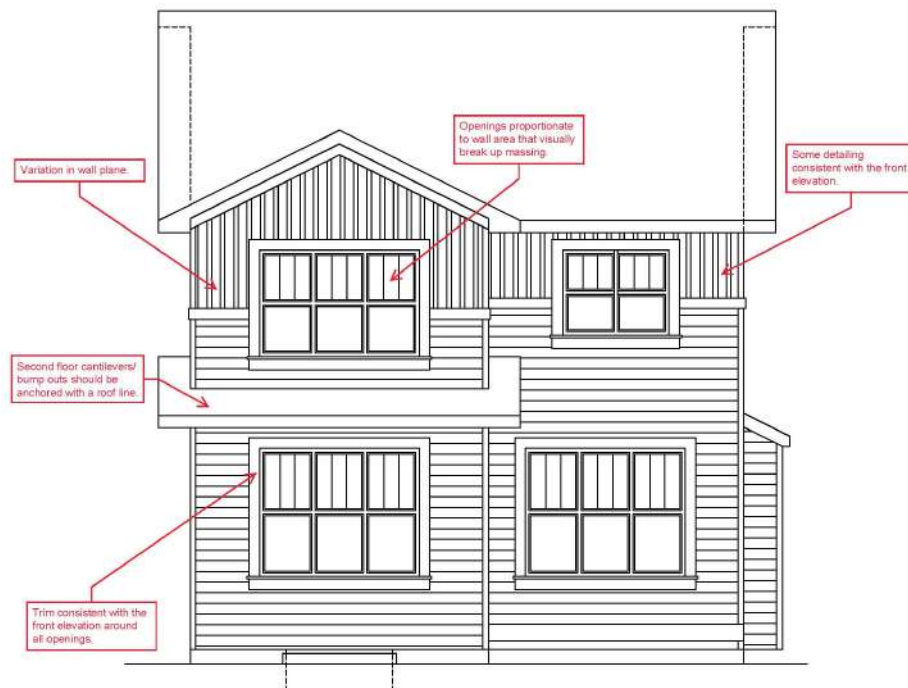 Openings proportionate
to wall area that visually
break up massing.
Variation in wall plane.
Some detailing
consistent with the front
elevation.
Second floor cantilevers/
bump outs should be
anchored with a roof line.
Trim consistent with the
front elevation around
all openings.